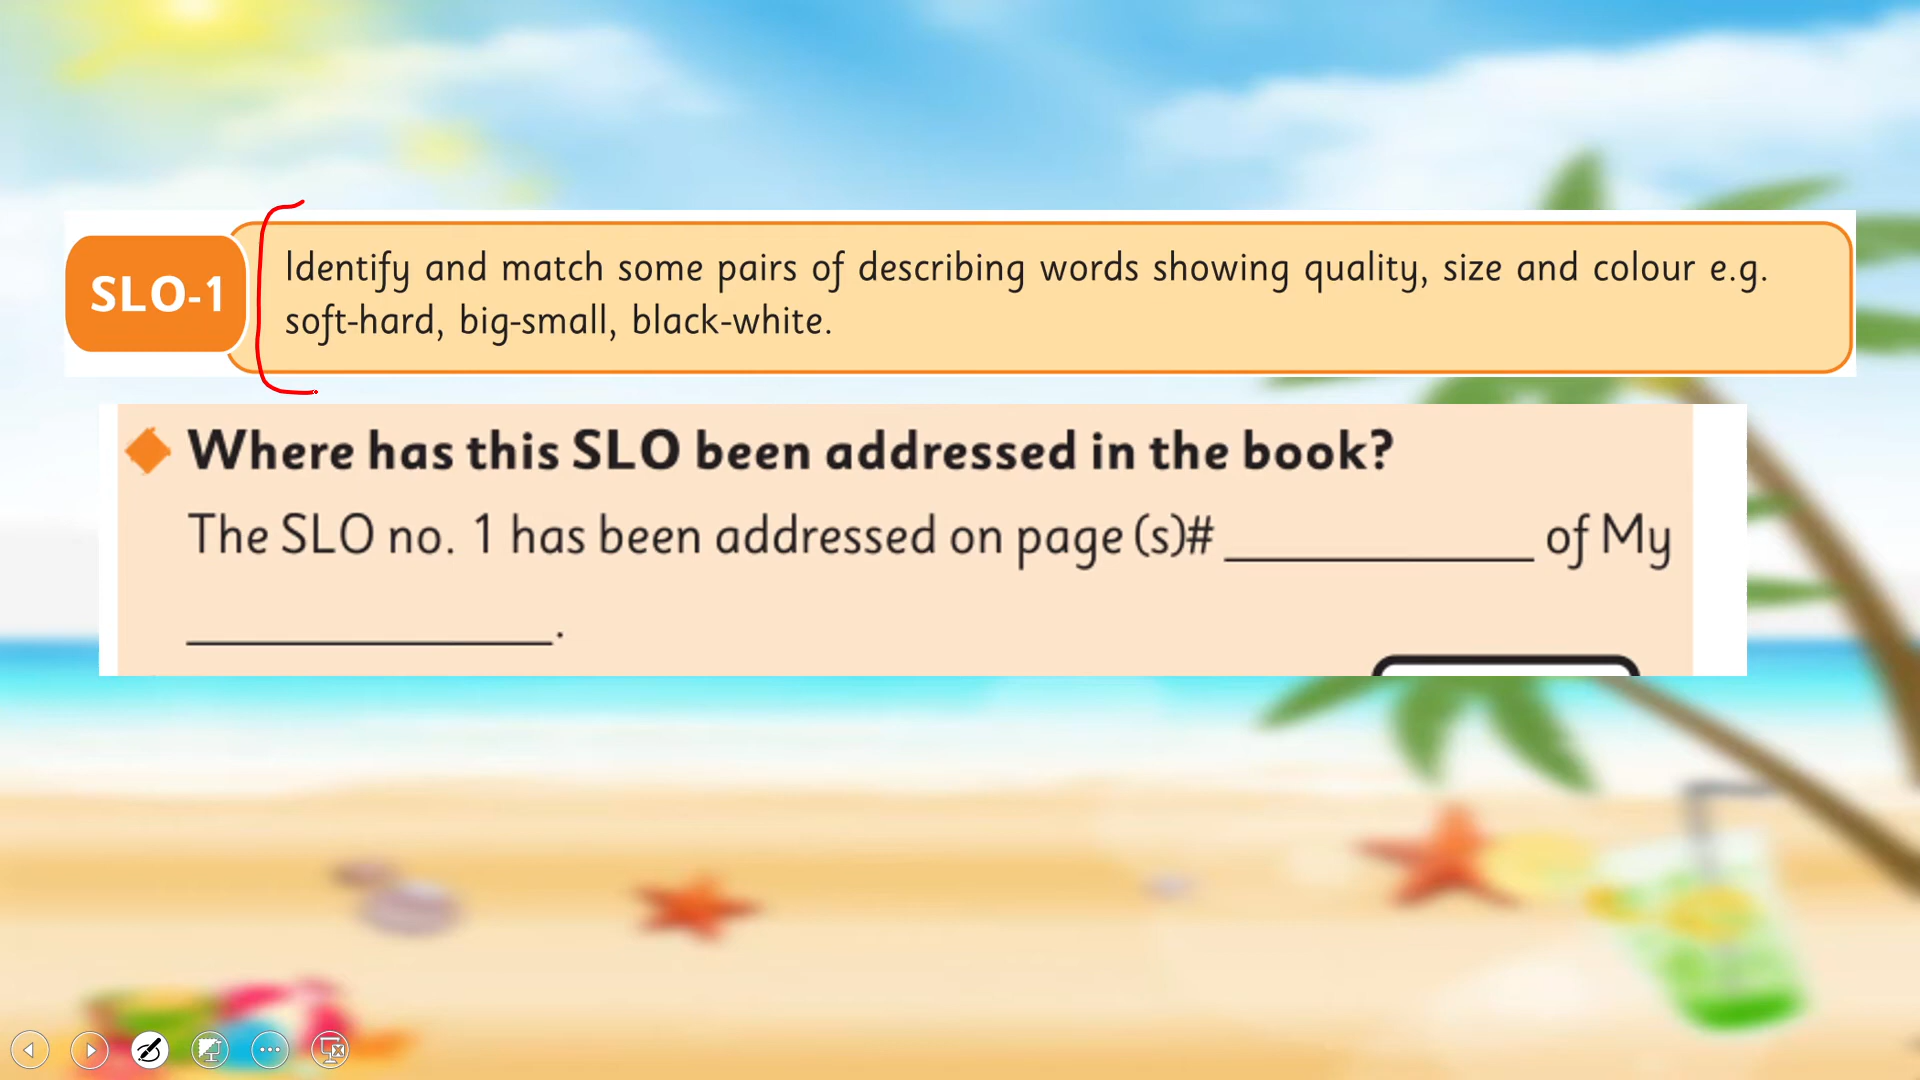 SLO-1
Identify and match some pairs of describing words showing quality, size and colour e.g.
soft-hard, big-small, black-white.
Where has this SLO been addressed in the book?
The SLO no. 1 has been addressed on page (s)# __________ of My
____________.